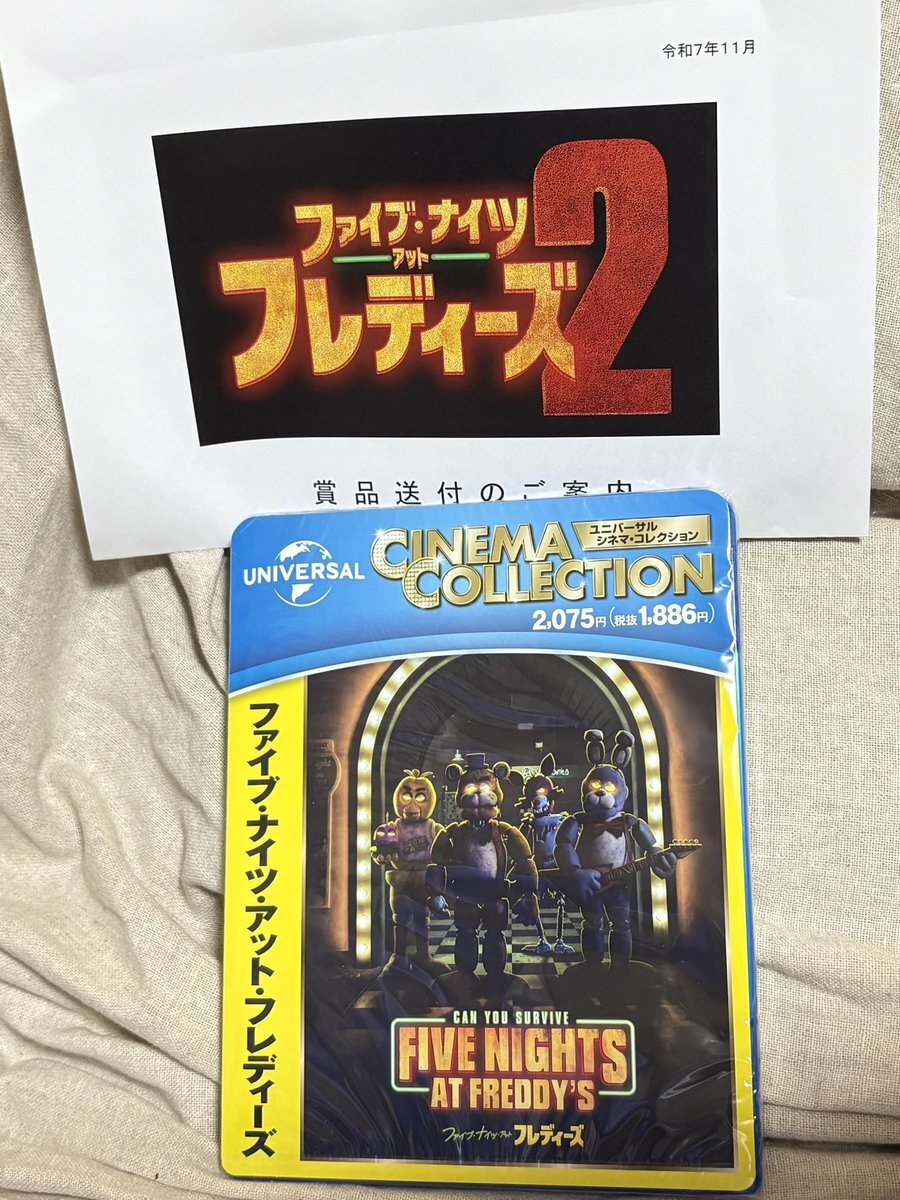 令和7年11月
ファイブ・ナイツ
アット
フレディーズ
2
賞品送付のご案内
UNIVERSAL
CINEMA
COLLECTION
ユニバーサル
シネマ・コレクション
2,075円(税抜1,886円)
ファイブ・ナイツ・アット・フレディーズ
CAN YOU SURVIVE
FIVE NIGHTS
AT FREDDY'S
ファイブ・ナイツ・アット フレディーズ